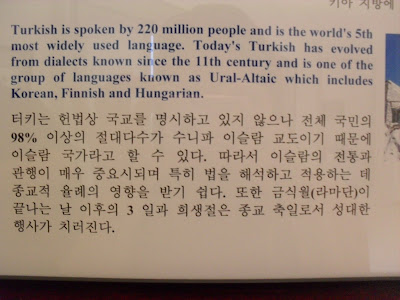 키아 지방에
Turkish is spoken by 220 million people and is the world's 5th
most widely used language. Today's Turkish has evolved
from dialects known since the 11th century and is one of the
group of languages known as Ural-Altaic which includes
Korean, Finnish and Hungarian.
터키는 헌법상 국교를 명시하고 있지 않으나 전체 국민의
98% 이상의 절대다수가 수니파 이슬람 교도이기 때문에
이슬람 국가라고 할 수 있다. 따라서 이슬람의 전통과
관행이 매우 중요시되며 특히 법을 해석하고 적용하는 데
종교적 율례의 영향을 받기 쉽다. 또한 금식월(라마단)이
끝나는 날 이후의 3 일과 희생절은 종교 축일로서 성대한
행사가 치러진다.